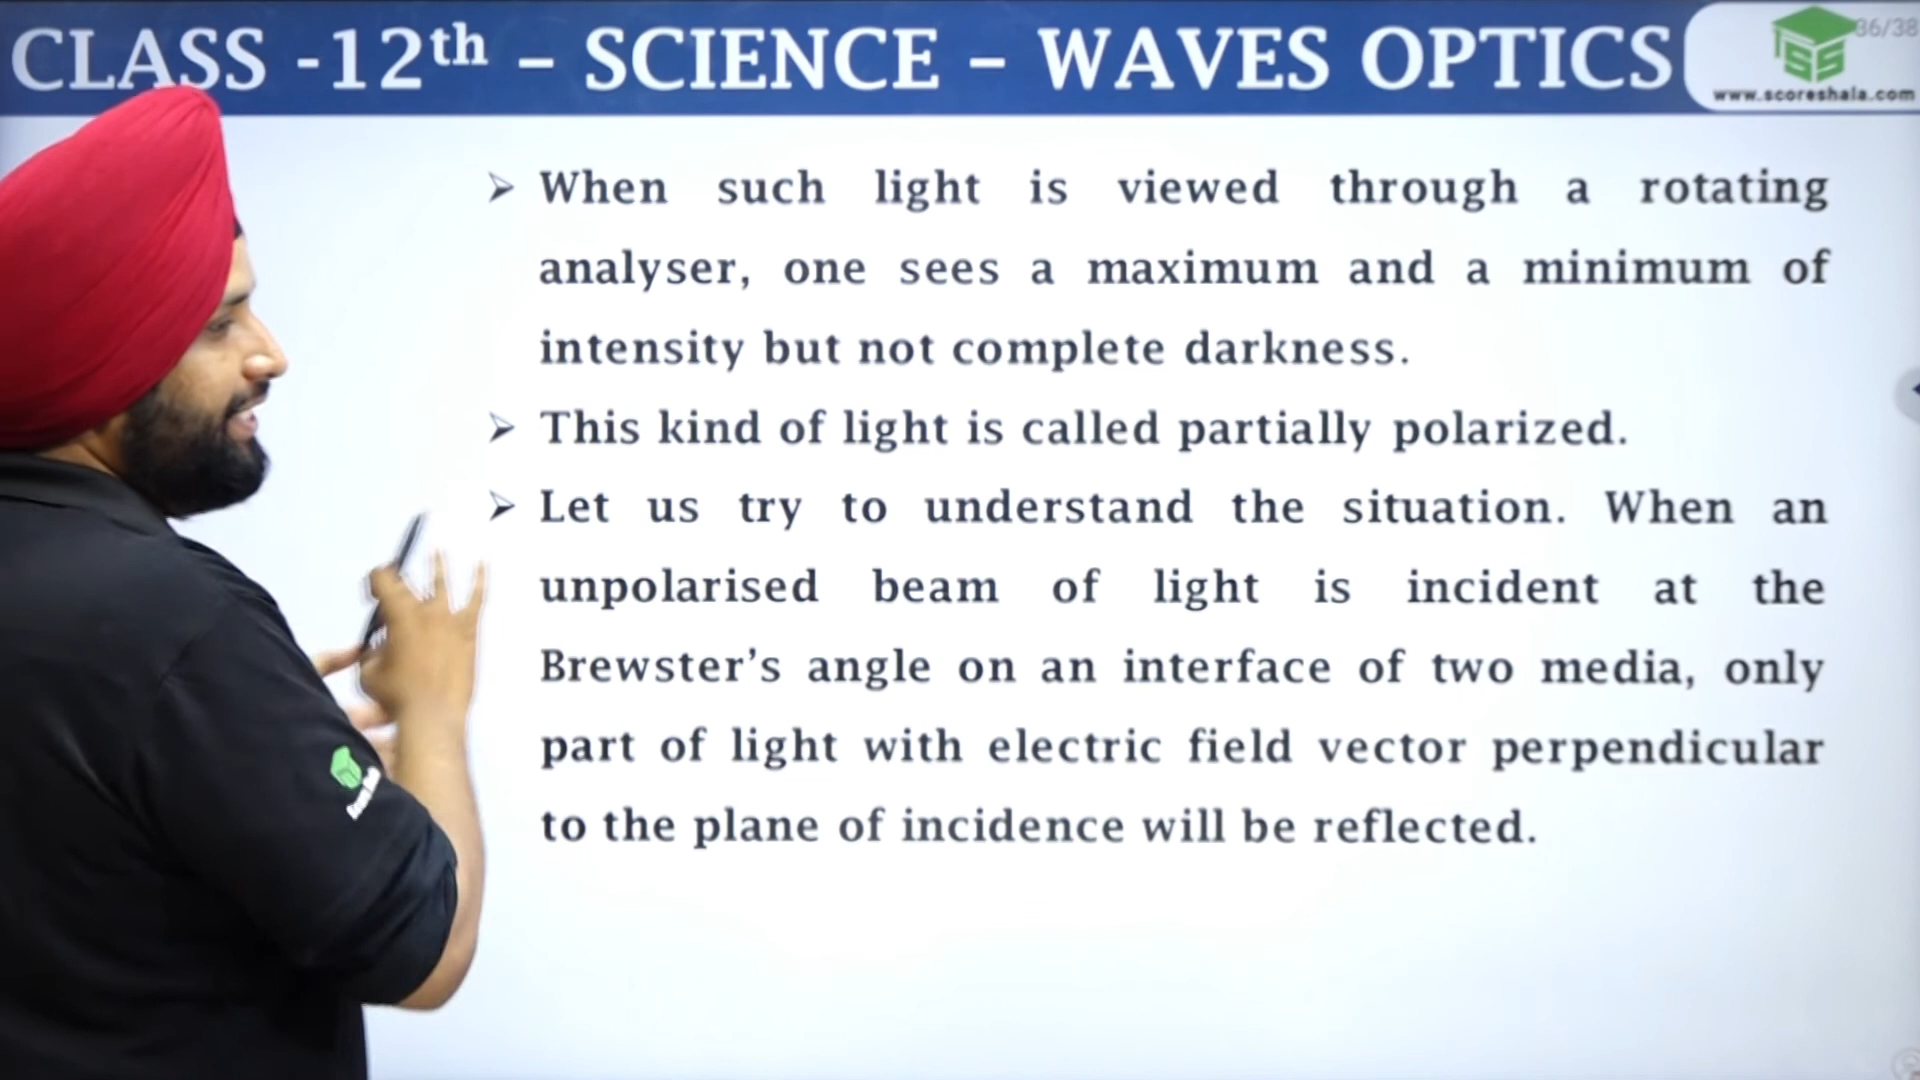 CLASS -12th – SCIENCE – WAVES OPTICS
36/38
SS
www.scoreshala.com
➢ When such light is viewed through a rotating
analyser, one sees a maximum and a minimum of
intensity but not complete darkness.
➢ This kind of light is called partially polarized.
➢ Let us try to understand the situation. When an
unpolarised beam of light is incident at the
Brewster’s angle on an interface of two media, only
part of light with electric field vector perpendicular
to the plane of incidence will be reflected.